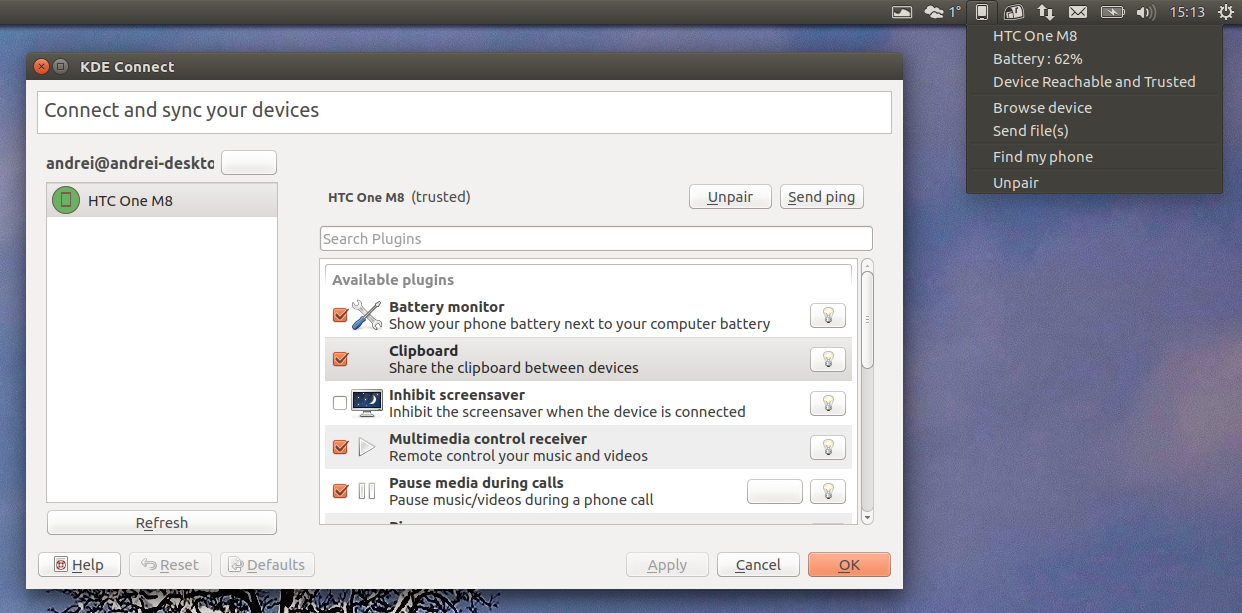 1° 15:13
HTC One M8
Battery : 62%
Device Reachable and Trusted
Browse device
Send file(s)
Find my phone
Unpair
KDE Connect
Connect and sync your devices
andrei@andrei-deskto
HTC One M8
Refresh
HTC One M8 (trusted)
Unpair
Send ping
Search Plugins
Available plugins
Battery monitor
Show your phone battery next to your computer battery
Clipboard
Share the clipboard between devices
Inhibit screensaver
Inhibit the screensaver when the device is connected
Multimedia control receiver
Remote control your music and videos
Pause media during calls
Pause music/videos during a phone call
Help
Reset
Defaults
Apply
Cancel
OK